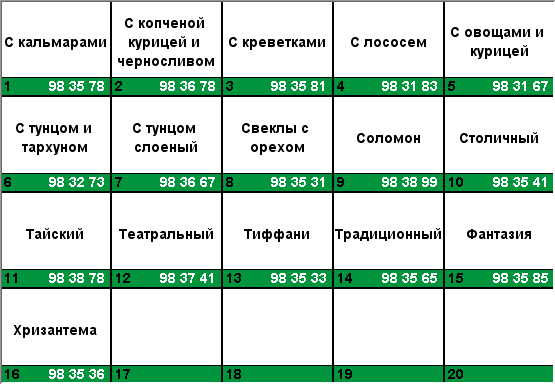 С кальмарами
С копченой
курицей и
черносливом
С креветками
С лососем
С овощами и
курицей
1 98 35 78
2 98 36 78
3 98 35 81
4 98 31 83
5 98 31 67
С тунцом и
тархуном
С тунцом
слоеный
Свеклы с
орехом
Соломон
Столичный
6 98 32 73
7 98 36 67
8 98 35 31
9 98 38 99
10 98 35 41
Тайский
Театральный
Тиффани
Традиционный
Фантазия
11 98 38 78
12 98 37 41
13 98 35 33
14 98 35 65
15 98 35 85
Хризантема
16 98 35 36
17
18
19
20